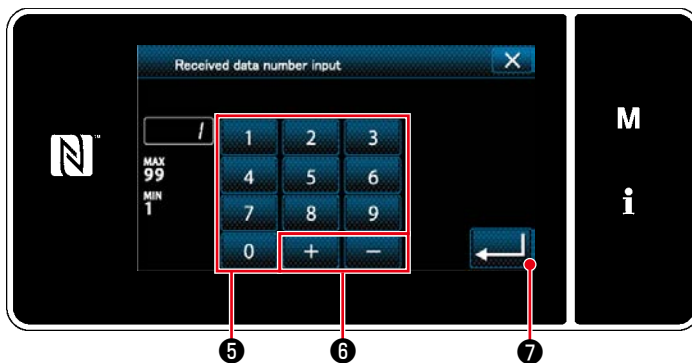 Received data number input
X
1
1 2 3
MAX
99
4 5 6
MIN
1
7 8 9
0 + −
N™
M
i
❺ ❻ ❼